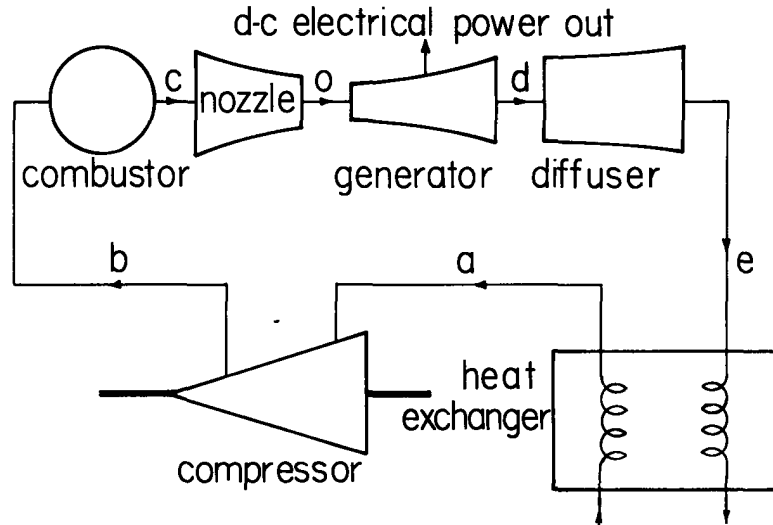 d-c electrical power out
c
nozzle
o
d
combustor
generator
diffuser
b
a
e
heat
exchanger
compressor